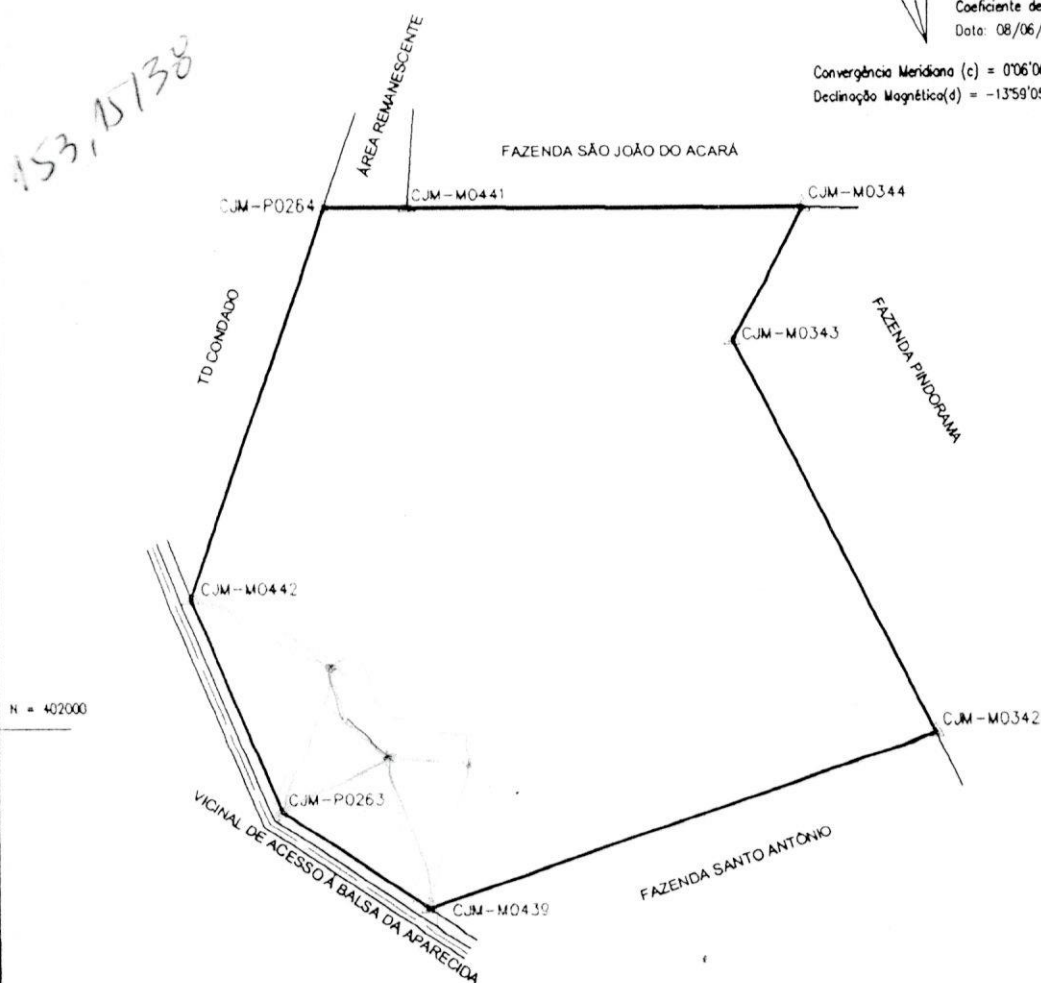 Coeficiente de
Data: 08/06/
Convergência Meridiana (c) = 0°06'06
Declinação Magnética(d) = -13°59'05
153,15138
ÁREA REMANESCENTE
FAZENDA SÃO JOÃO DO ACARÁ
CJM-P0264
CJM-M0441
CJM-M0344
TD CONDADO
CJM-M0343
FAZENDA PINDORAMA
CJM-M0442
N = 402000
CJM-M0342
CJM-P0263
VICINAL DE ACESSO À BALSA DA APARECIDA
FAZENDA SANTO ANTÔNIO
CJM-M0439